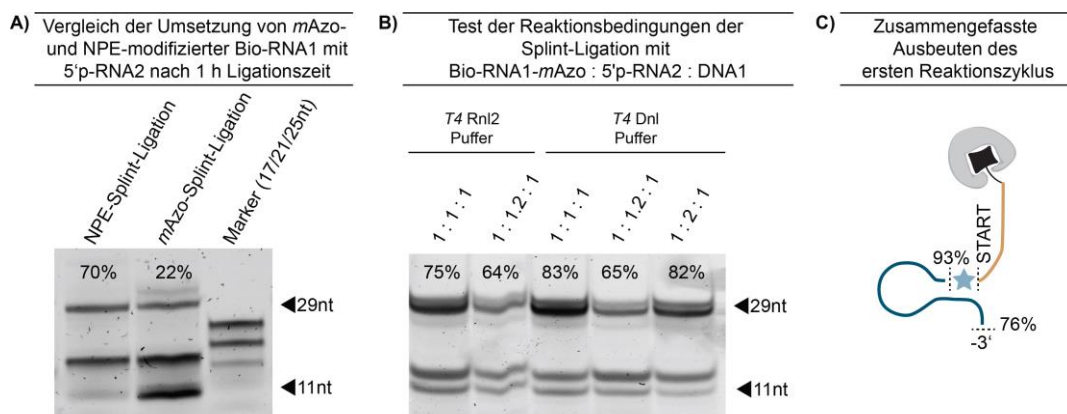 A)
Vergleich der Umsetzung von mAzo-
und NPE-modifizierter Bio-RNA1 mit
5‘p-RNA2 nach 1 h Ligationszeit
NPE-Splint-Ligation
mAzo-Splint-Ligation
Marker (17/21/25nt)
70%
22%
29nt
11nt
B)
Test der Reaktionsbedingungen der
Splint-Ligation mit
Bio-RNA1-mAzo : 5'p-RNA2 : DNA1
T4 Rnl2
Puffer
T4 Dnl
Puffer
1 : 1 : 1
1 : 1.2 : 1
1 : 1 : 1
1 : 1.2 : 1
1 : 2 : 1
75%
64%
83%
65%
82%
29nt
11nt
C)
Zusammengefasste
Ausbeuten des
ersten Reaktionszyklus
93%
START
76%
-3‘